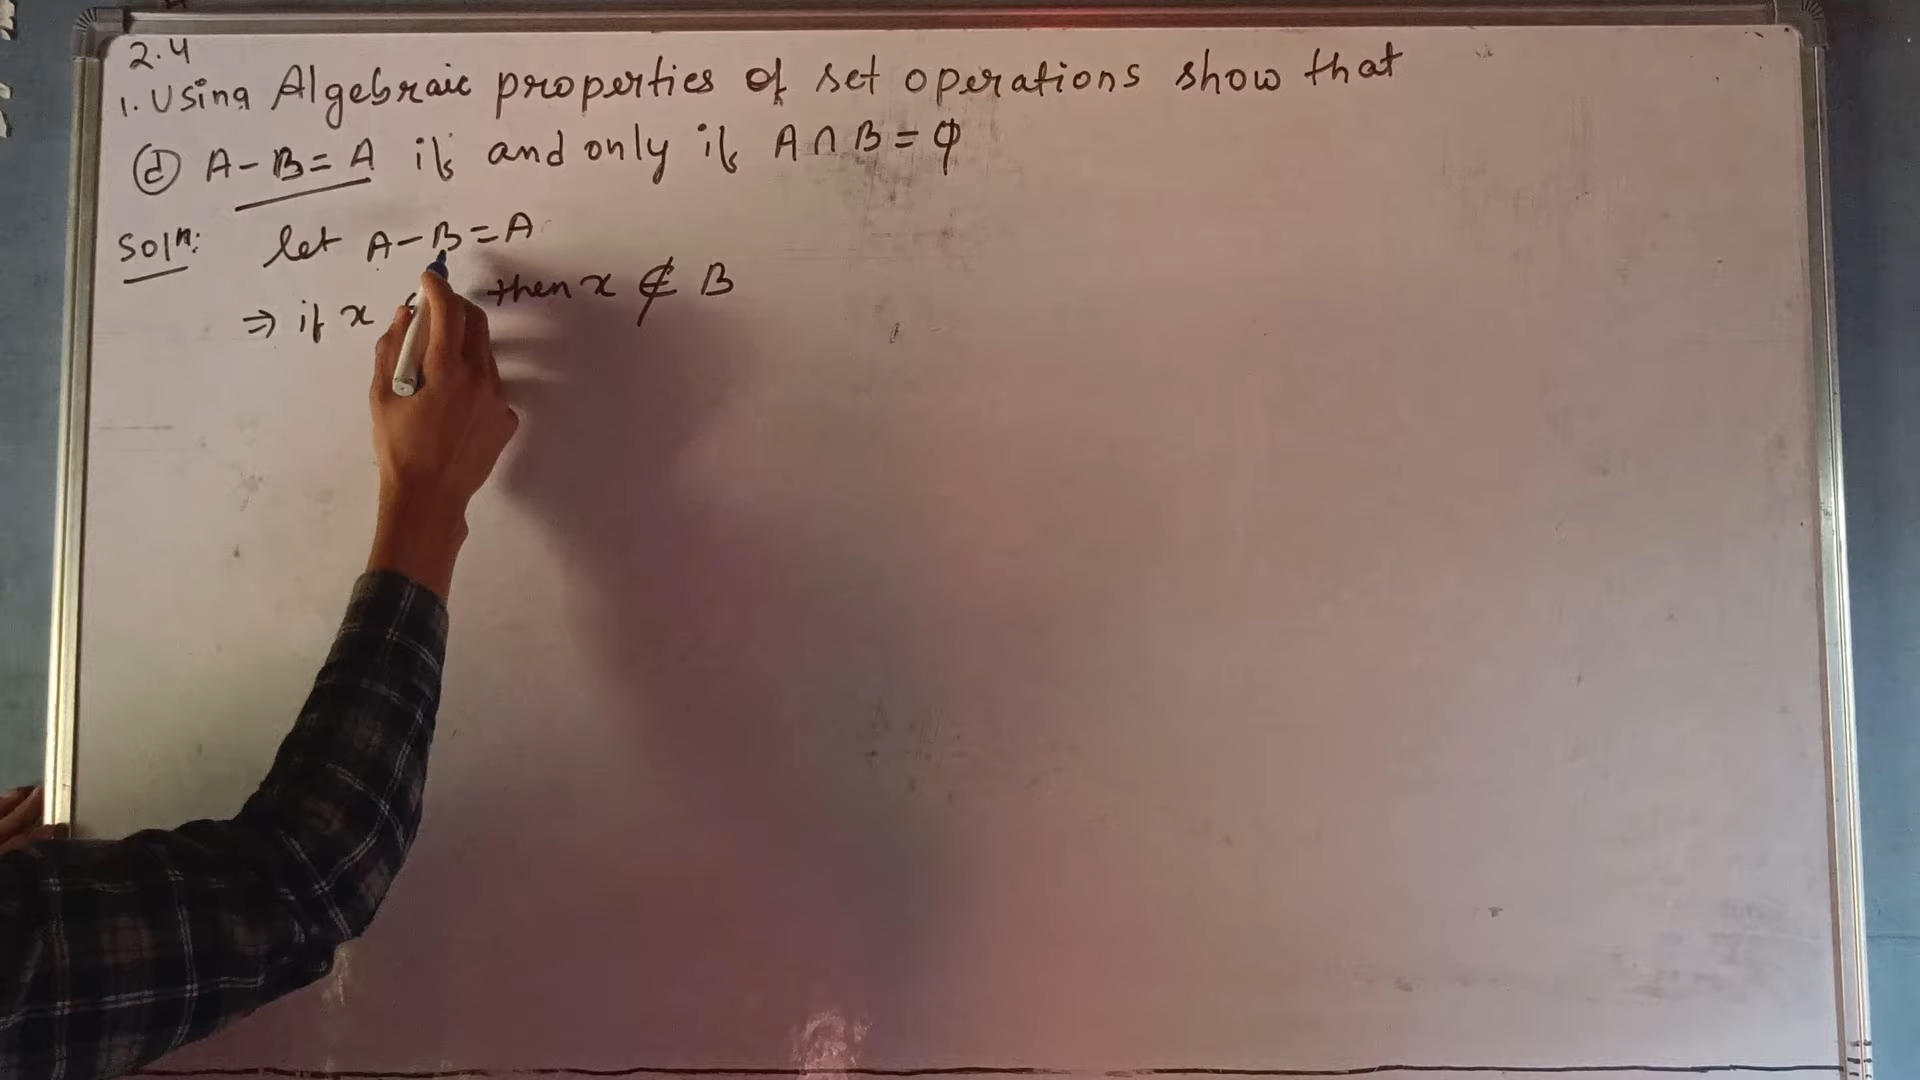 2.4
1. Using Algebraic properties of set operations show that
ⓓ A - B = A if and only if A ∩ B = φ
Solⁿ: let A - B = A
⇒ if x then x ∉ B